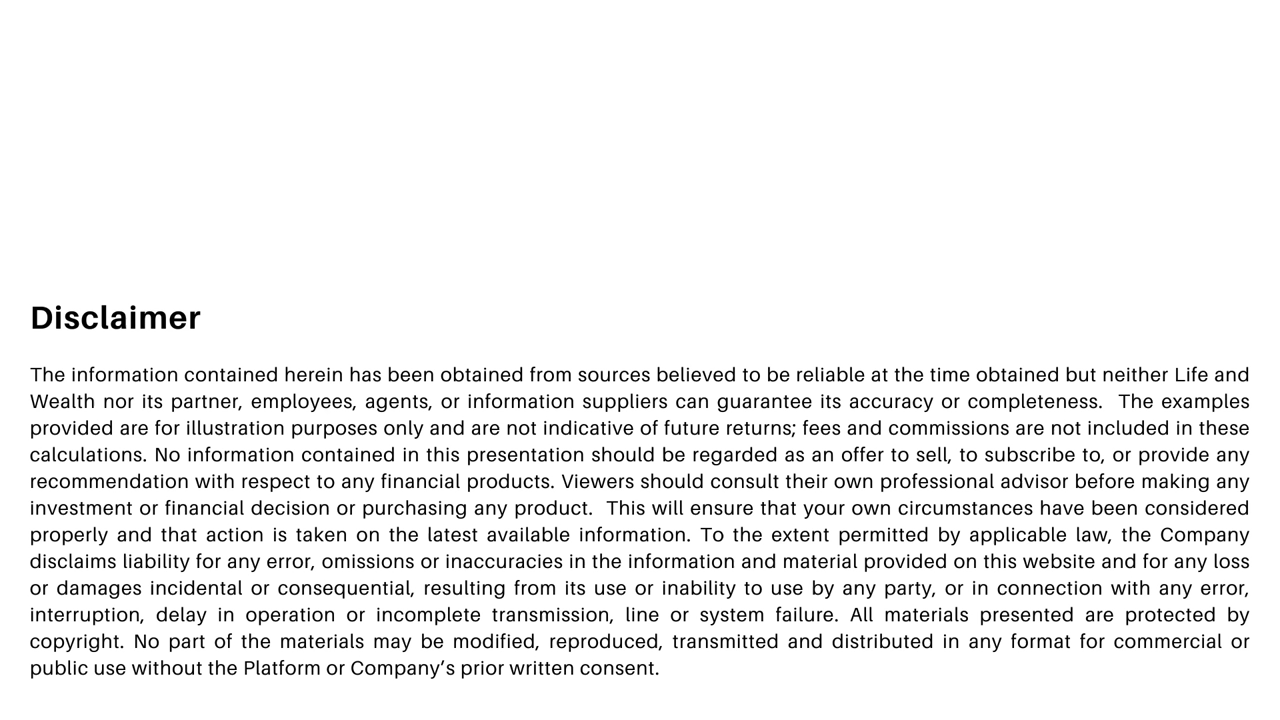 Disclaimer
The information contained herein has been obtained from sources believed to be reliable at the time obtained but neither Life and
Wealth nor its partner, employees, agents, or information suppliers can guarantee its accuracy or completeness.  The examples
provided are for illustration purposes only and are not indicative of future returns; fees and commissions are not included in these
calculations. No information contained in this presentation should be regarded as an offer to sell, to subscribe to, or provide any
recommendation with respect to any financial products. Viewers should consult their own professional advisor before making any
investment or financial decision or purchasing any product.  This will ensure that your own circumstances have been considered
properly and that action is taken on the latest available information. To the extent permitted by applicable law, the Company
disclaims liability for any error, omissions or inaccuracies in the information and material provided on this website and for any loss
or damages incidental or consequential, resulting from its use or inability to use by any party, or in connection with any error,
interruption, delay in operation or incomplete transmission, line or system failure. All materials presented are protected by
copyright. No part of the materials may be modified, reproduced, transmitted and distributed in any format for commercial or
public use without the Platform or Company’s prior written consent.